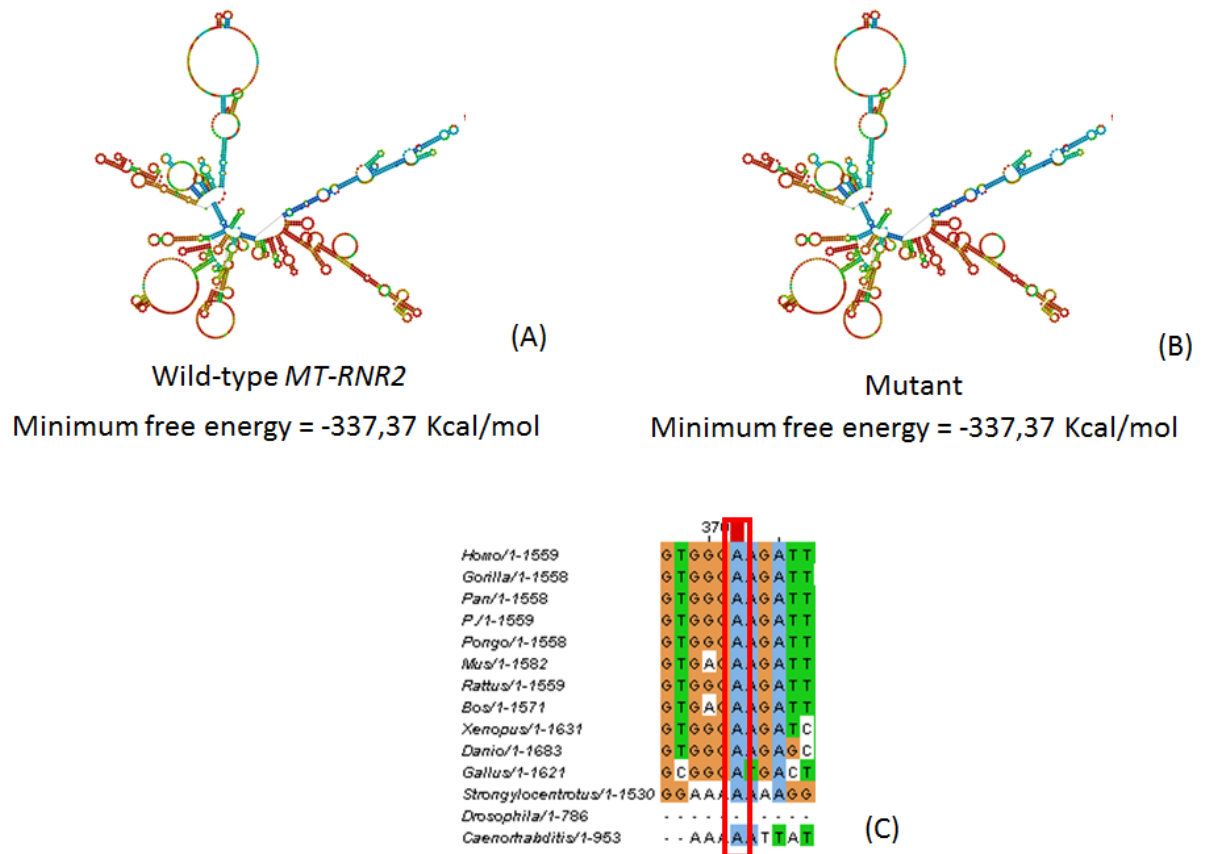 (A)
(B)
Wild-type MT-RNR2
Minimum free energy = -337,37 Kcal/mol
Mutant
Minimum free energy = -337,37 Kcal/mol
370
Homo/1-1559 G T G G G A A G A T T
Gorilla/1-1558 G T G G G A A G A T T
Pan/1-1558 G T G G G A A G A T T
P./1-1559 G T G G G A A G A T T
Pongo/1-1558 G T G G G A A G A T T
Mus/1-1582 G T G A G A A G A T T
Rattus/1-1559 G T G G G A A G A T T
Bos/1-1571 G T G A G A A G A T T
Xenopus/1-1631 G T G G G A A G A T C
Danio/1-1683 G T G G G A A G A G C
Gallus/1-1621 G C G G G A T G A C T
Strongylocentrotus/1-1530 G G A A A A A A A G G
Drosophila/1-786 - - - - - - - - - - -
Caenorhabditis/1-953 - - A A A A A T T A T
(C)